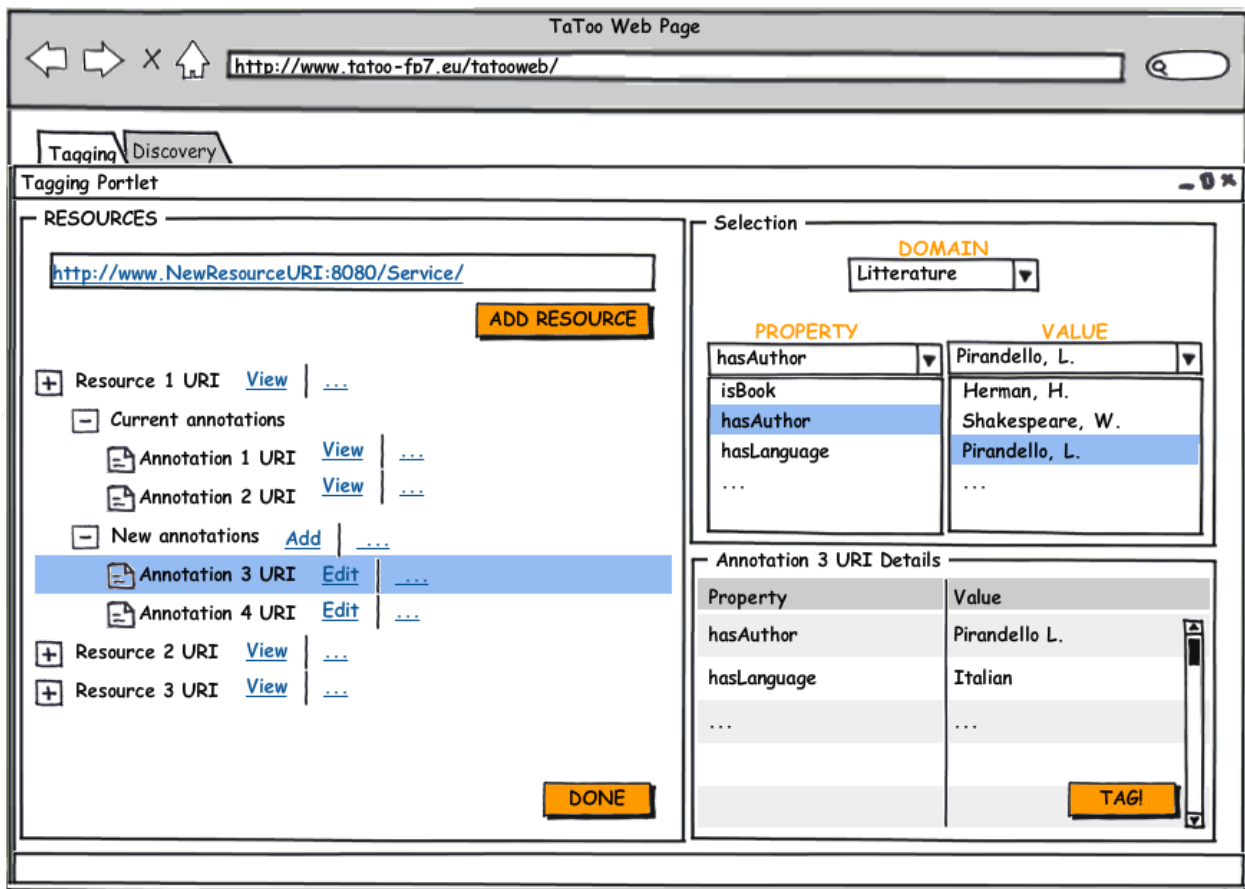 TaToo Web Page
http://www.tatoo-fp7.eu/tatooweb/
Tagging Discovery
Tagging Portlet
RESOURCES
http://www.NewResourceURI:8080/Service/
ADD RESOURCE
Resource 1 URI View ...
Current annotations
Annotation 1 URI View ...
Annotation 2 URI View ...
New annotations Add ...
Annotation 3 URI Edit ...
Annotation 4 URI Edit ...
Resource 2 URI View ...
Resource 3 URI View ...
DONE
Selection
DOMAIN
Litterature
PROPERTY VALUE
hasAuthor Pirandello, L.
isBook Herman, H.
hasAuthor Shakespeare, W.
hasLanguage Pirandello, L.
... ...
Annotation 3 URI Details
Property Value
hasAuthor Pirandello L.
hasLanguage Italian
... ...
TAG!